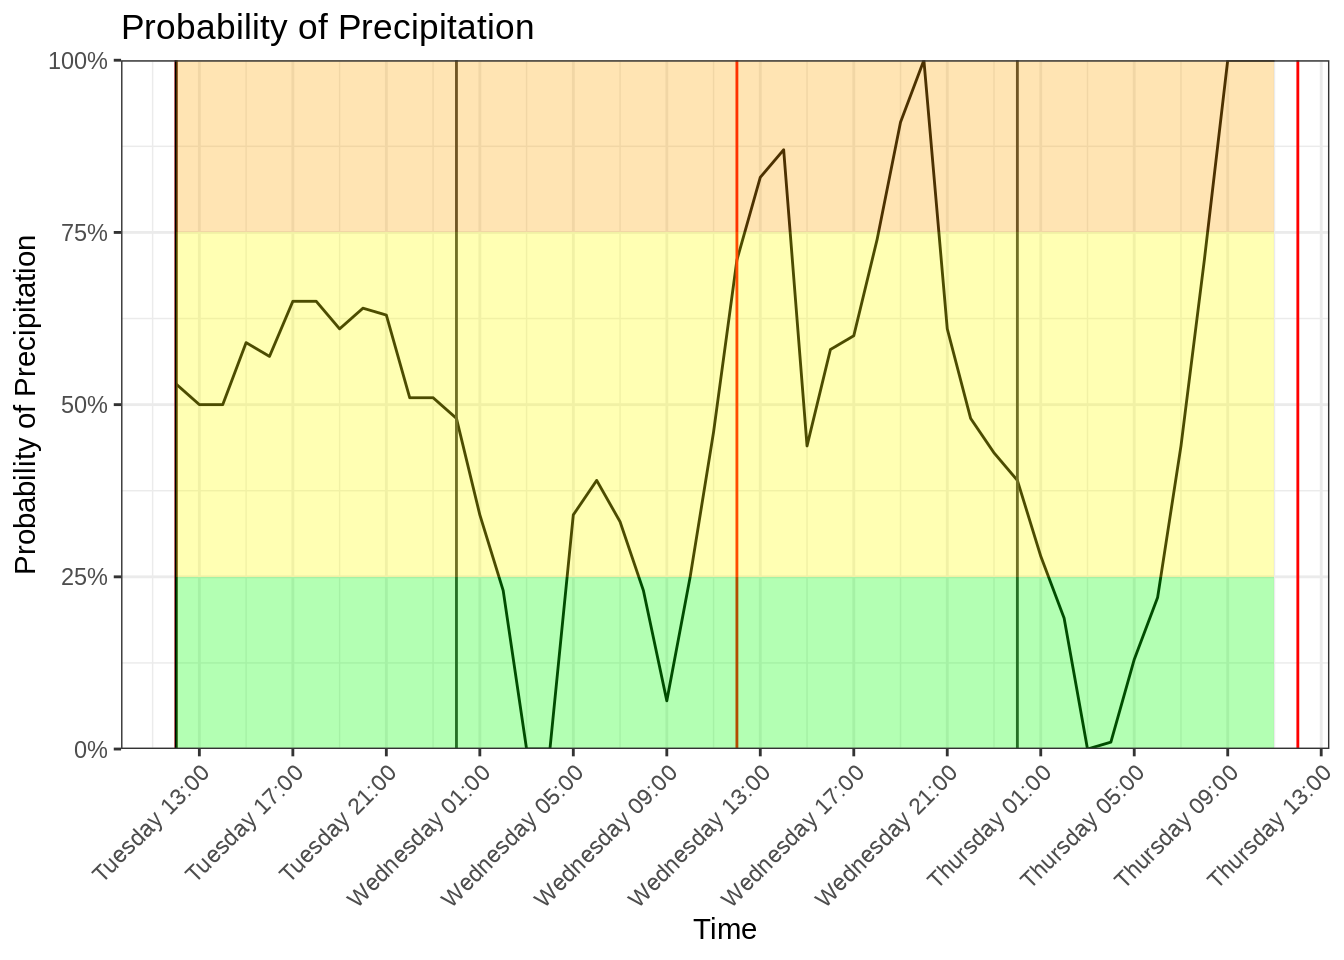 Probability of Precipitation
Probability of Precipitation
100%
75%
50%
25%
0%
Tuesday 13:00
Tuesday 17:00
Tuesday 21:00
Wednesday 01:00
Wednesday 05:00
Wednesday 09:00
Wednesday 13:00
Wednesday 17:00
Wednesday 21:00
Thursday 01:00
Thursday 05:00
Thursday 09:00
Thursday 13:00
Time